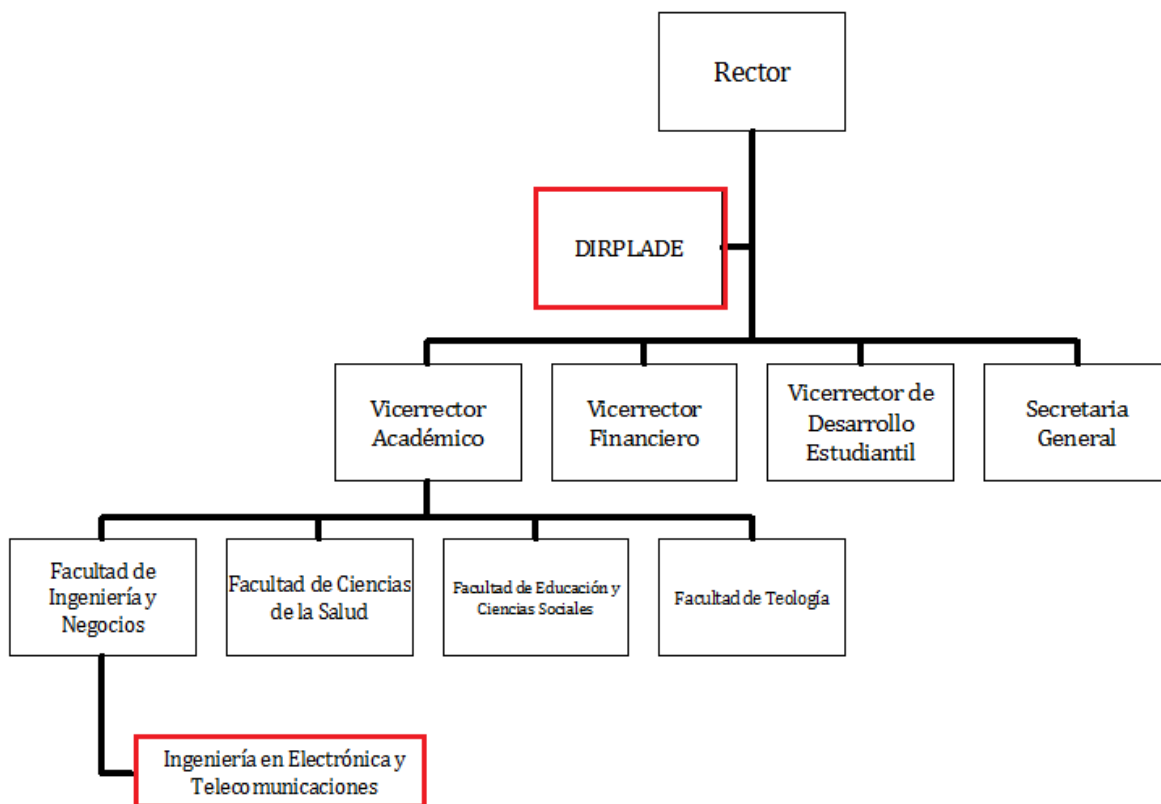 Rector
DIRPLADE
Vicerrector
Académico
Vicerrector
Financiero
Vicerrector de
Desarrollo
Estudiantil
Secretaria
General
Facultad de
Ingeniería y
Negocios
Facultad de Ciencias
de la Salud
Facultad de Educación y
Ciencias Sociales
Facultad de Teología
Ingeniería en Electrónica y
Telecomunicaciones